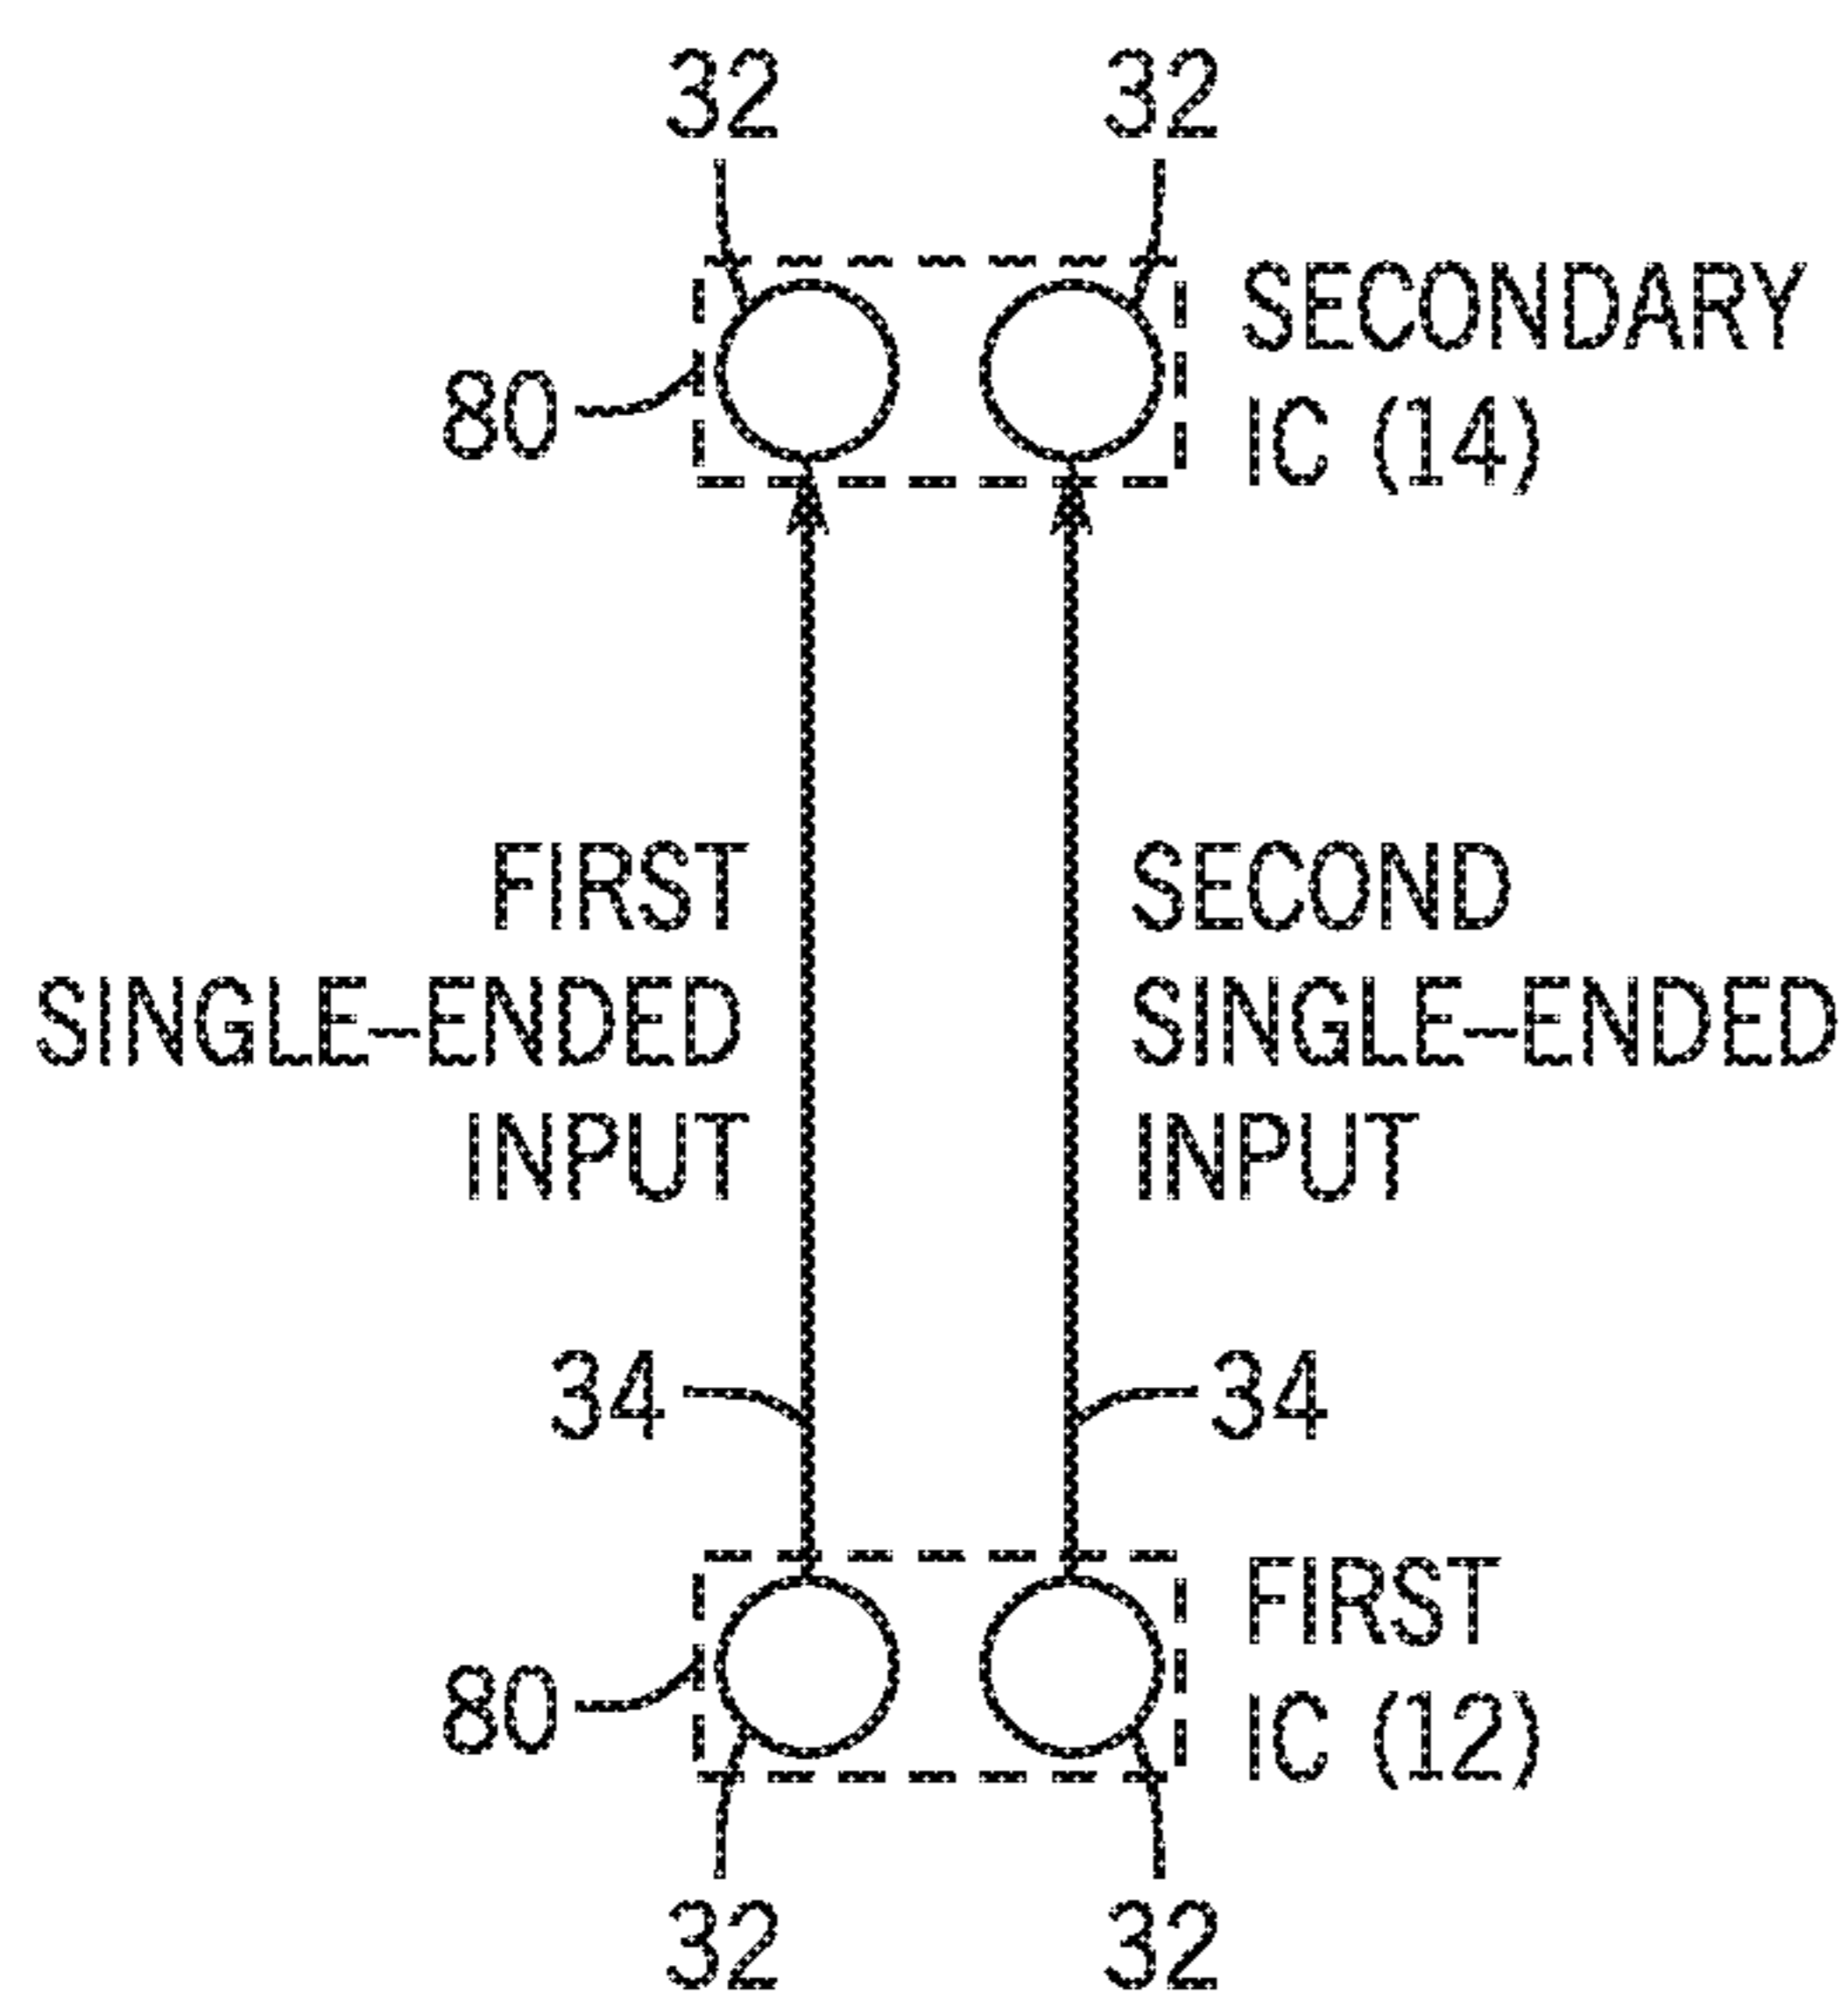 32 32
SECONDARY
IC (14)
80
FIRST
SINGLE-ENDED
INPUT
SECOND
SINGLE-ENDED
INPUT
34 34
FIRST
IC (12)
80
32 32